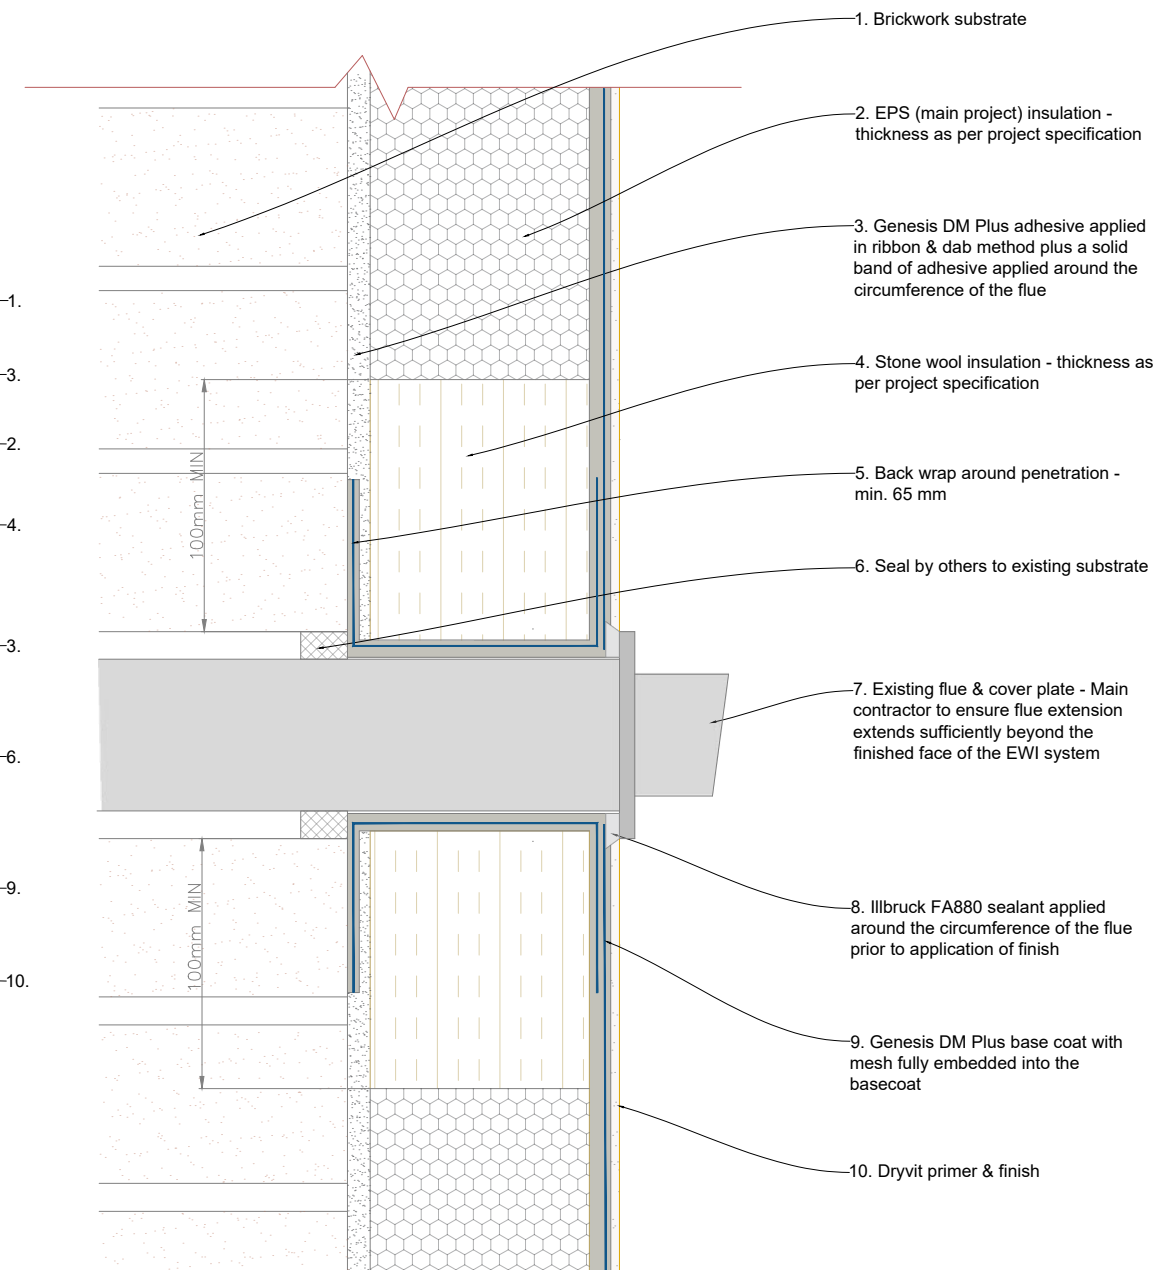 1. Brickwork substrate
2. EPS (main project) insulation -
thickness as per project specification
3. Genesis DM Plus adhesive applied
in ribbon & dab method plus a solid
band of adhesive applied around the
circumference of the flue
4. Stone wool insulation - thickness as
per project specification
5. Back wrap around penetration -
min. 65 mm
6. Seal by others to existing substrate
7. Existing flue & cover plate - Main
contractor to ensure flue extension
extends sufficiently beyond the
finished face of the EWI system
8. Illbruck FA880 sealant applied
around the circumference of the flue
prior to application of finish
9. Genesis DM Plus base coat with
mesh fully embedded into the
basecoat
10. Dryvit primer & finish
1.
3.
2.
4.
3.
6.
9.
10.
100mm MIN
100mm MIN